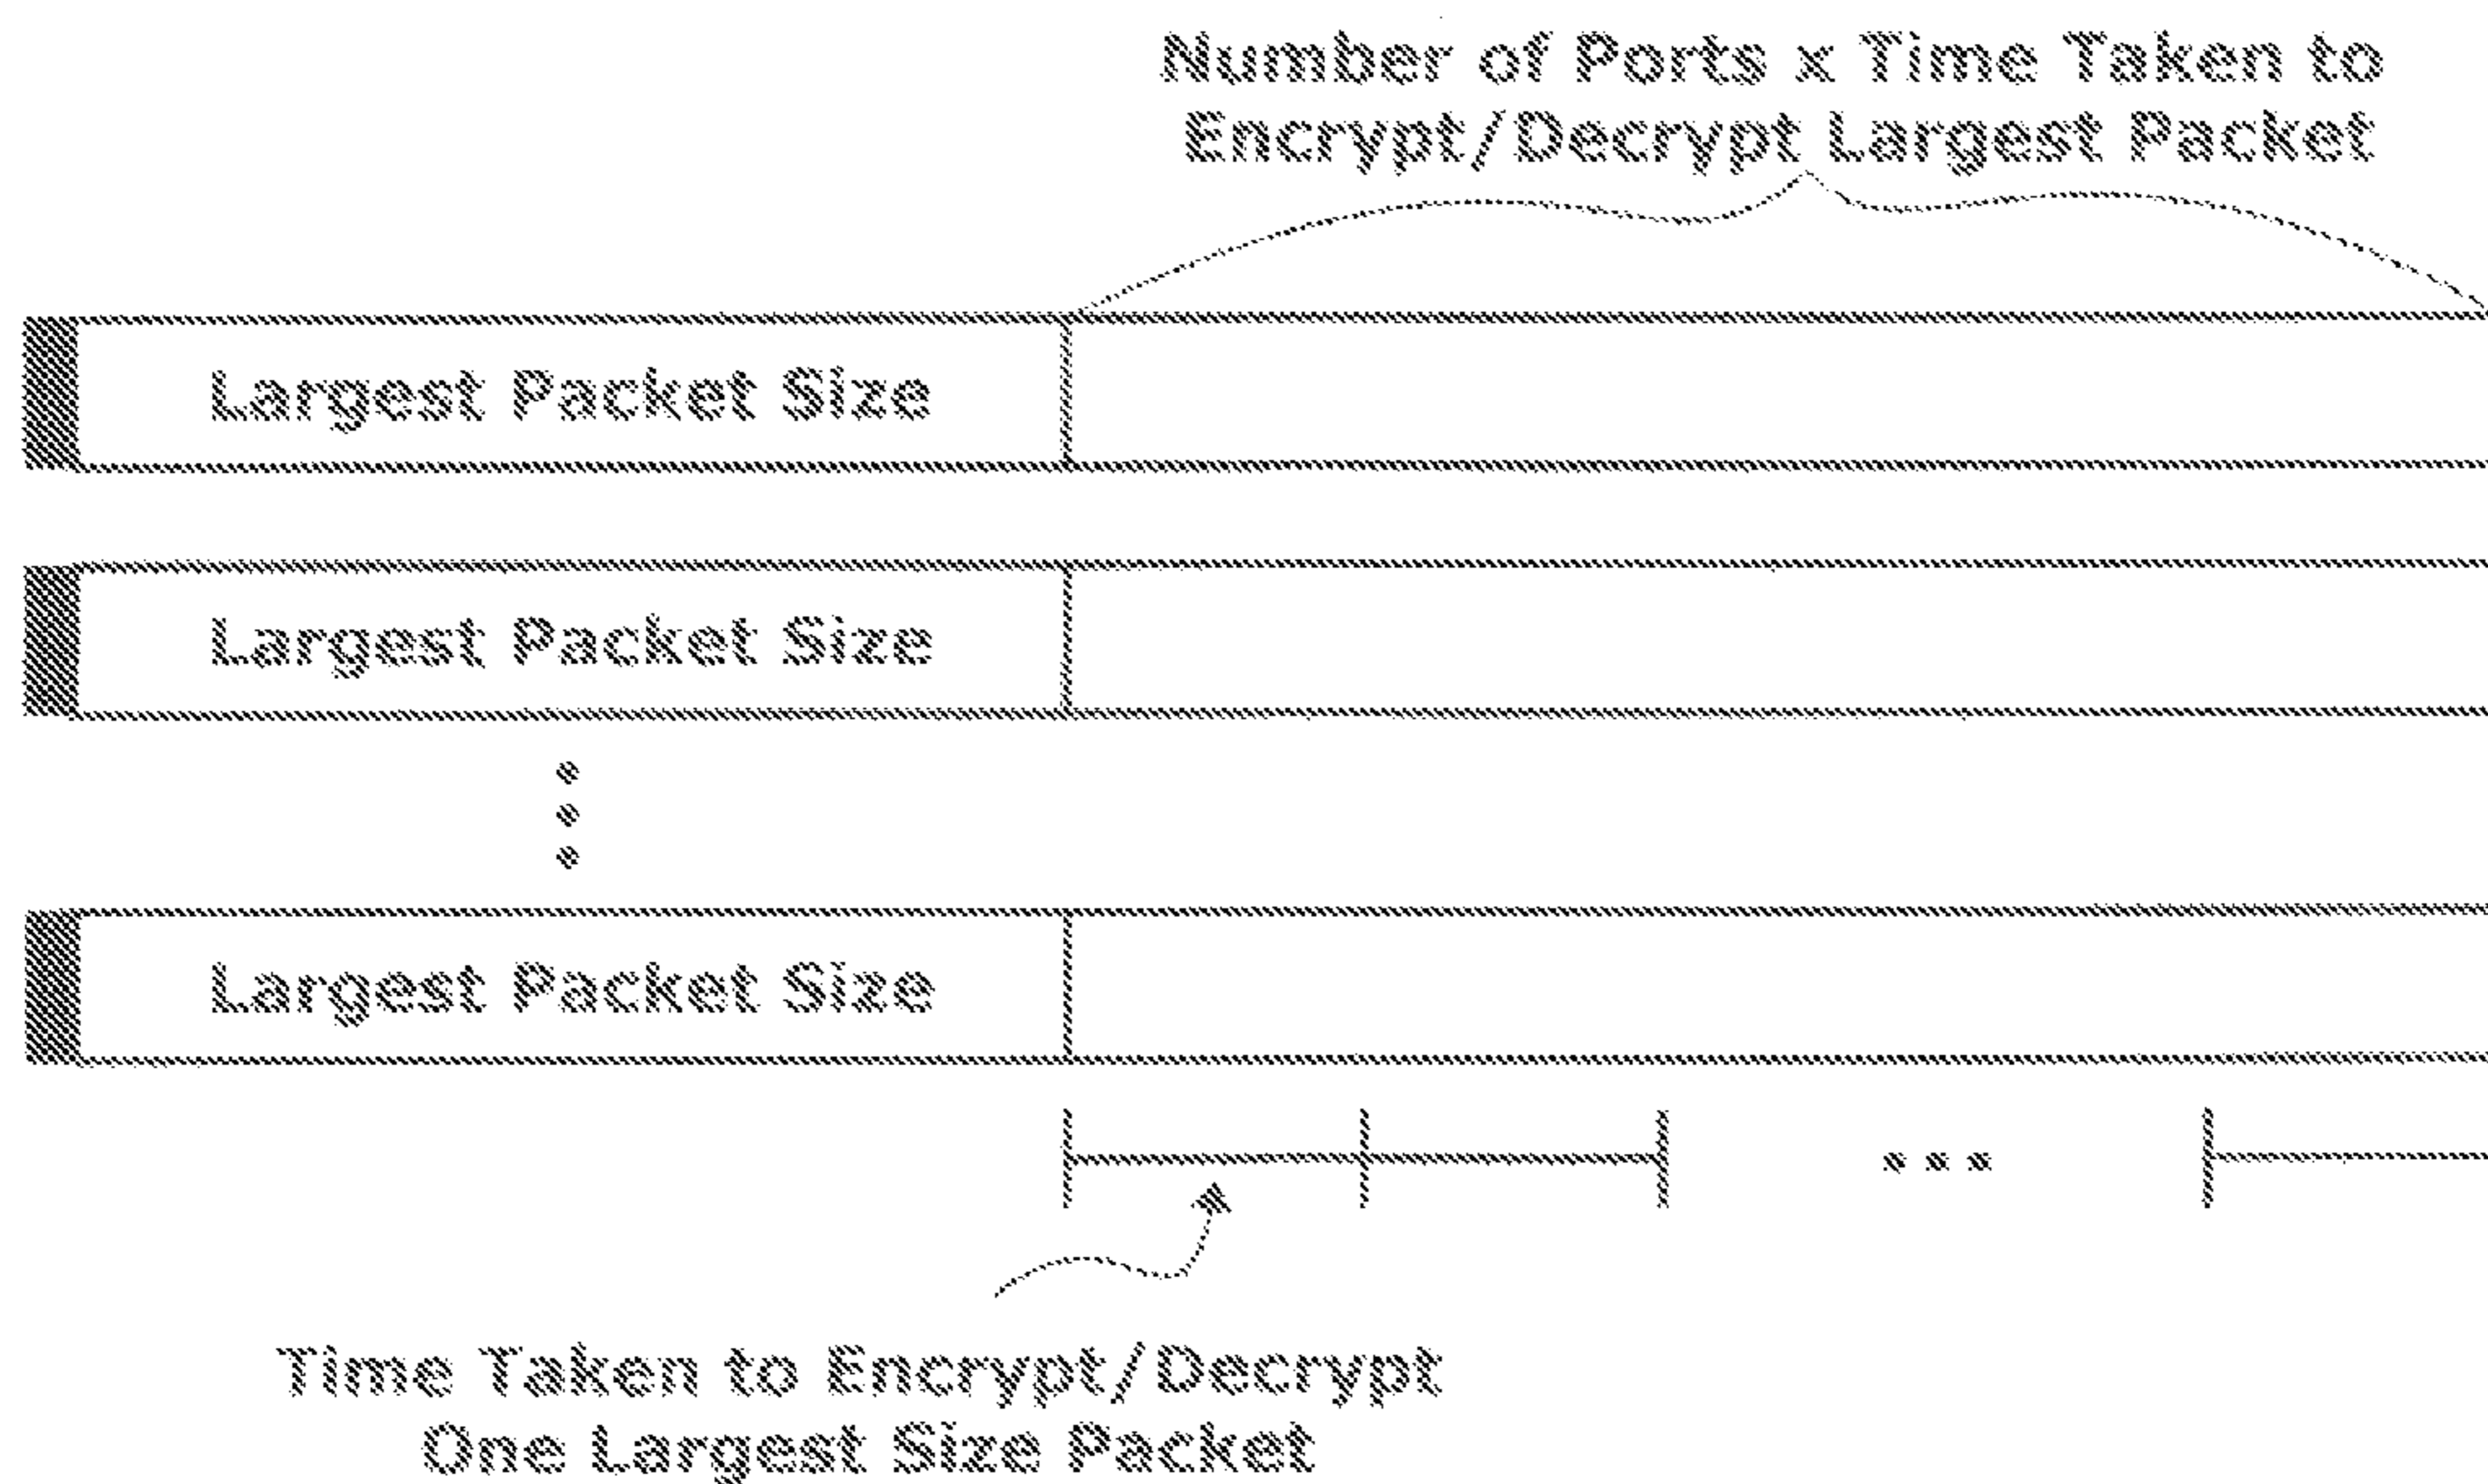 Number of Ports x Time Taken to
Encrypt/Decrypt Largest Packet
Largest Packet Size
Largest Packet Size
Largest Packet Size
Time Taken to Encrypt/Decrypt
One Largest Size Packet